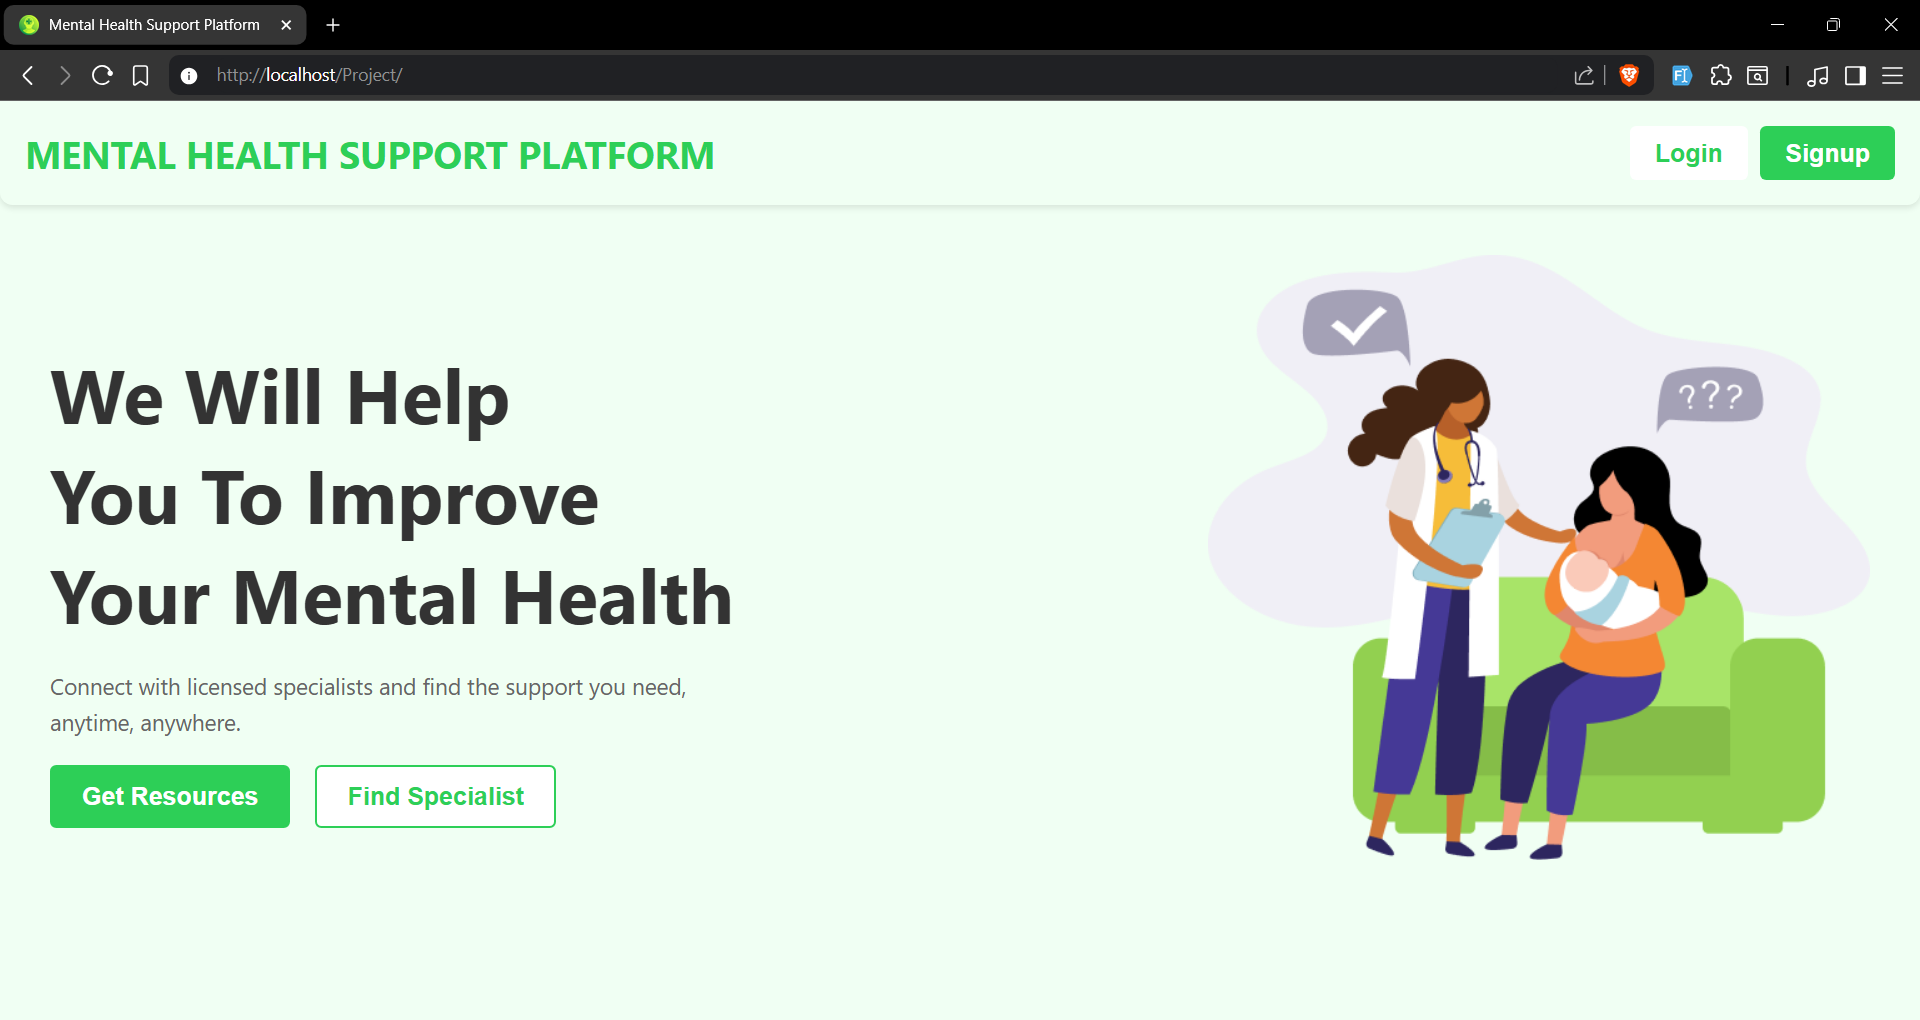 Mental Health Support Platform
http://localhost/Project/
MENTAL HEALTH SUPPORT PLATFORM
Login
Signup
???
We Will Help
You To Improve
Your Mental Health
Connect with licensed specialists and find the support you need,
anytime, anywhere.
Get Resources
Find Specialist